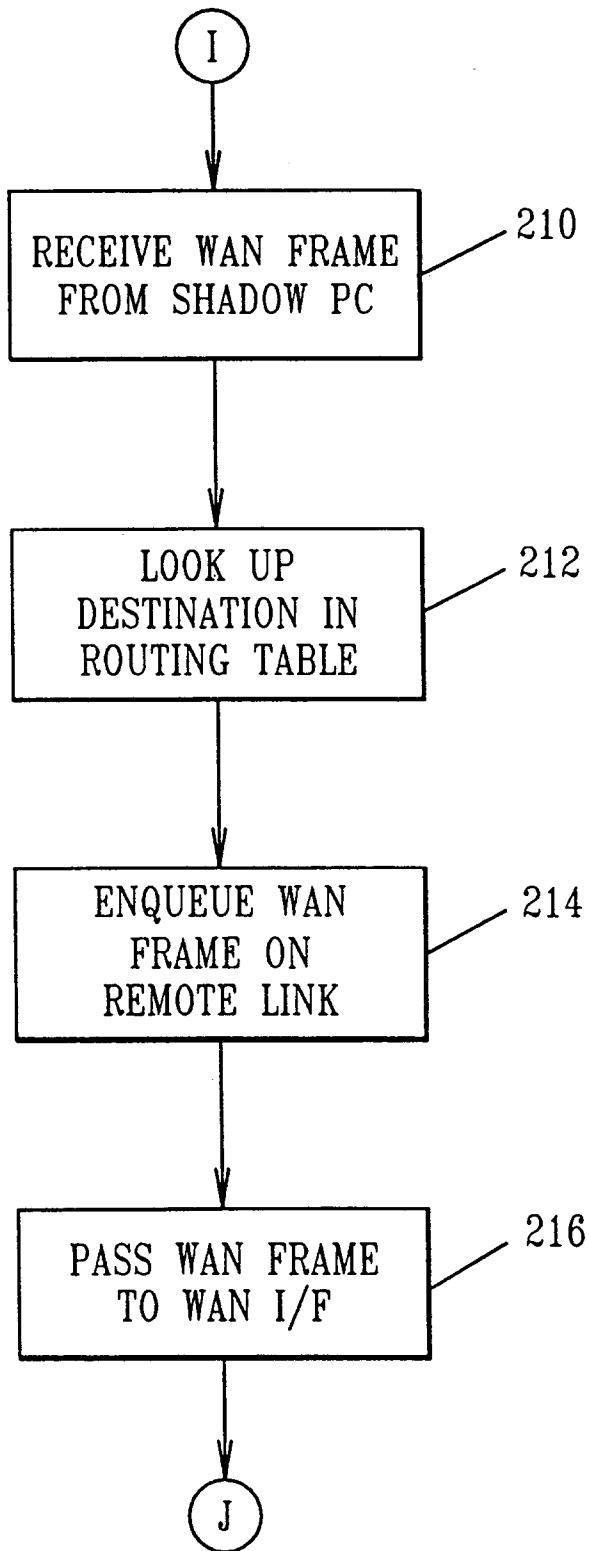 I
RECEIVE WAN FRAME
FROM SHADOW PC
210
LOOK UP
DESTINATION IN
ROUTING TABLE
212
ENQUEUE WAN
FRAME ON
REMOTE LINK
214
PASS WAN FRAME
TO WAN I/F
216
J